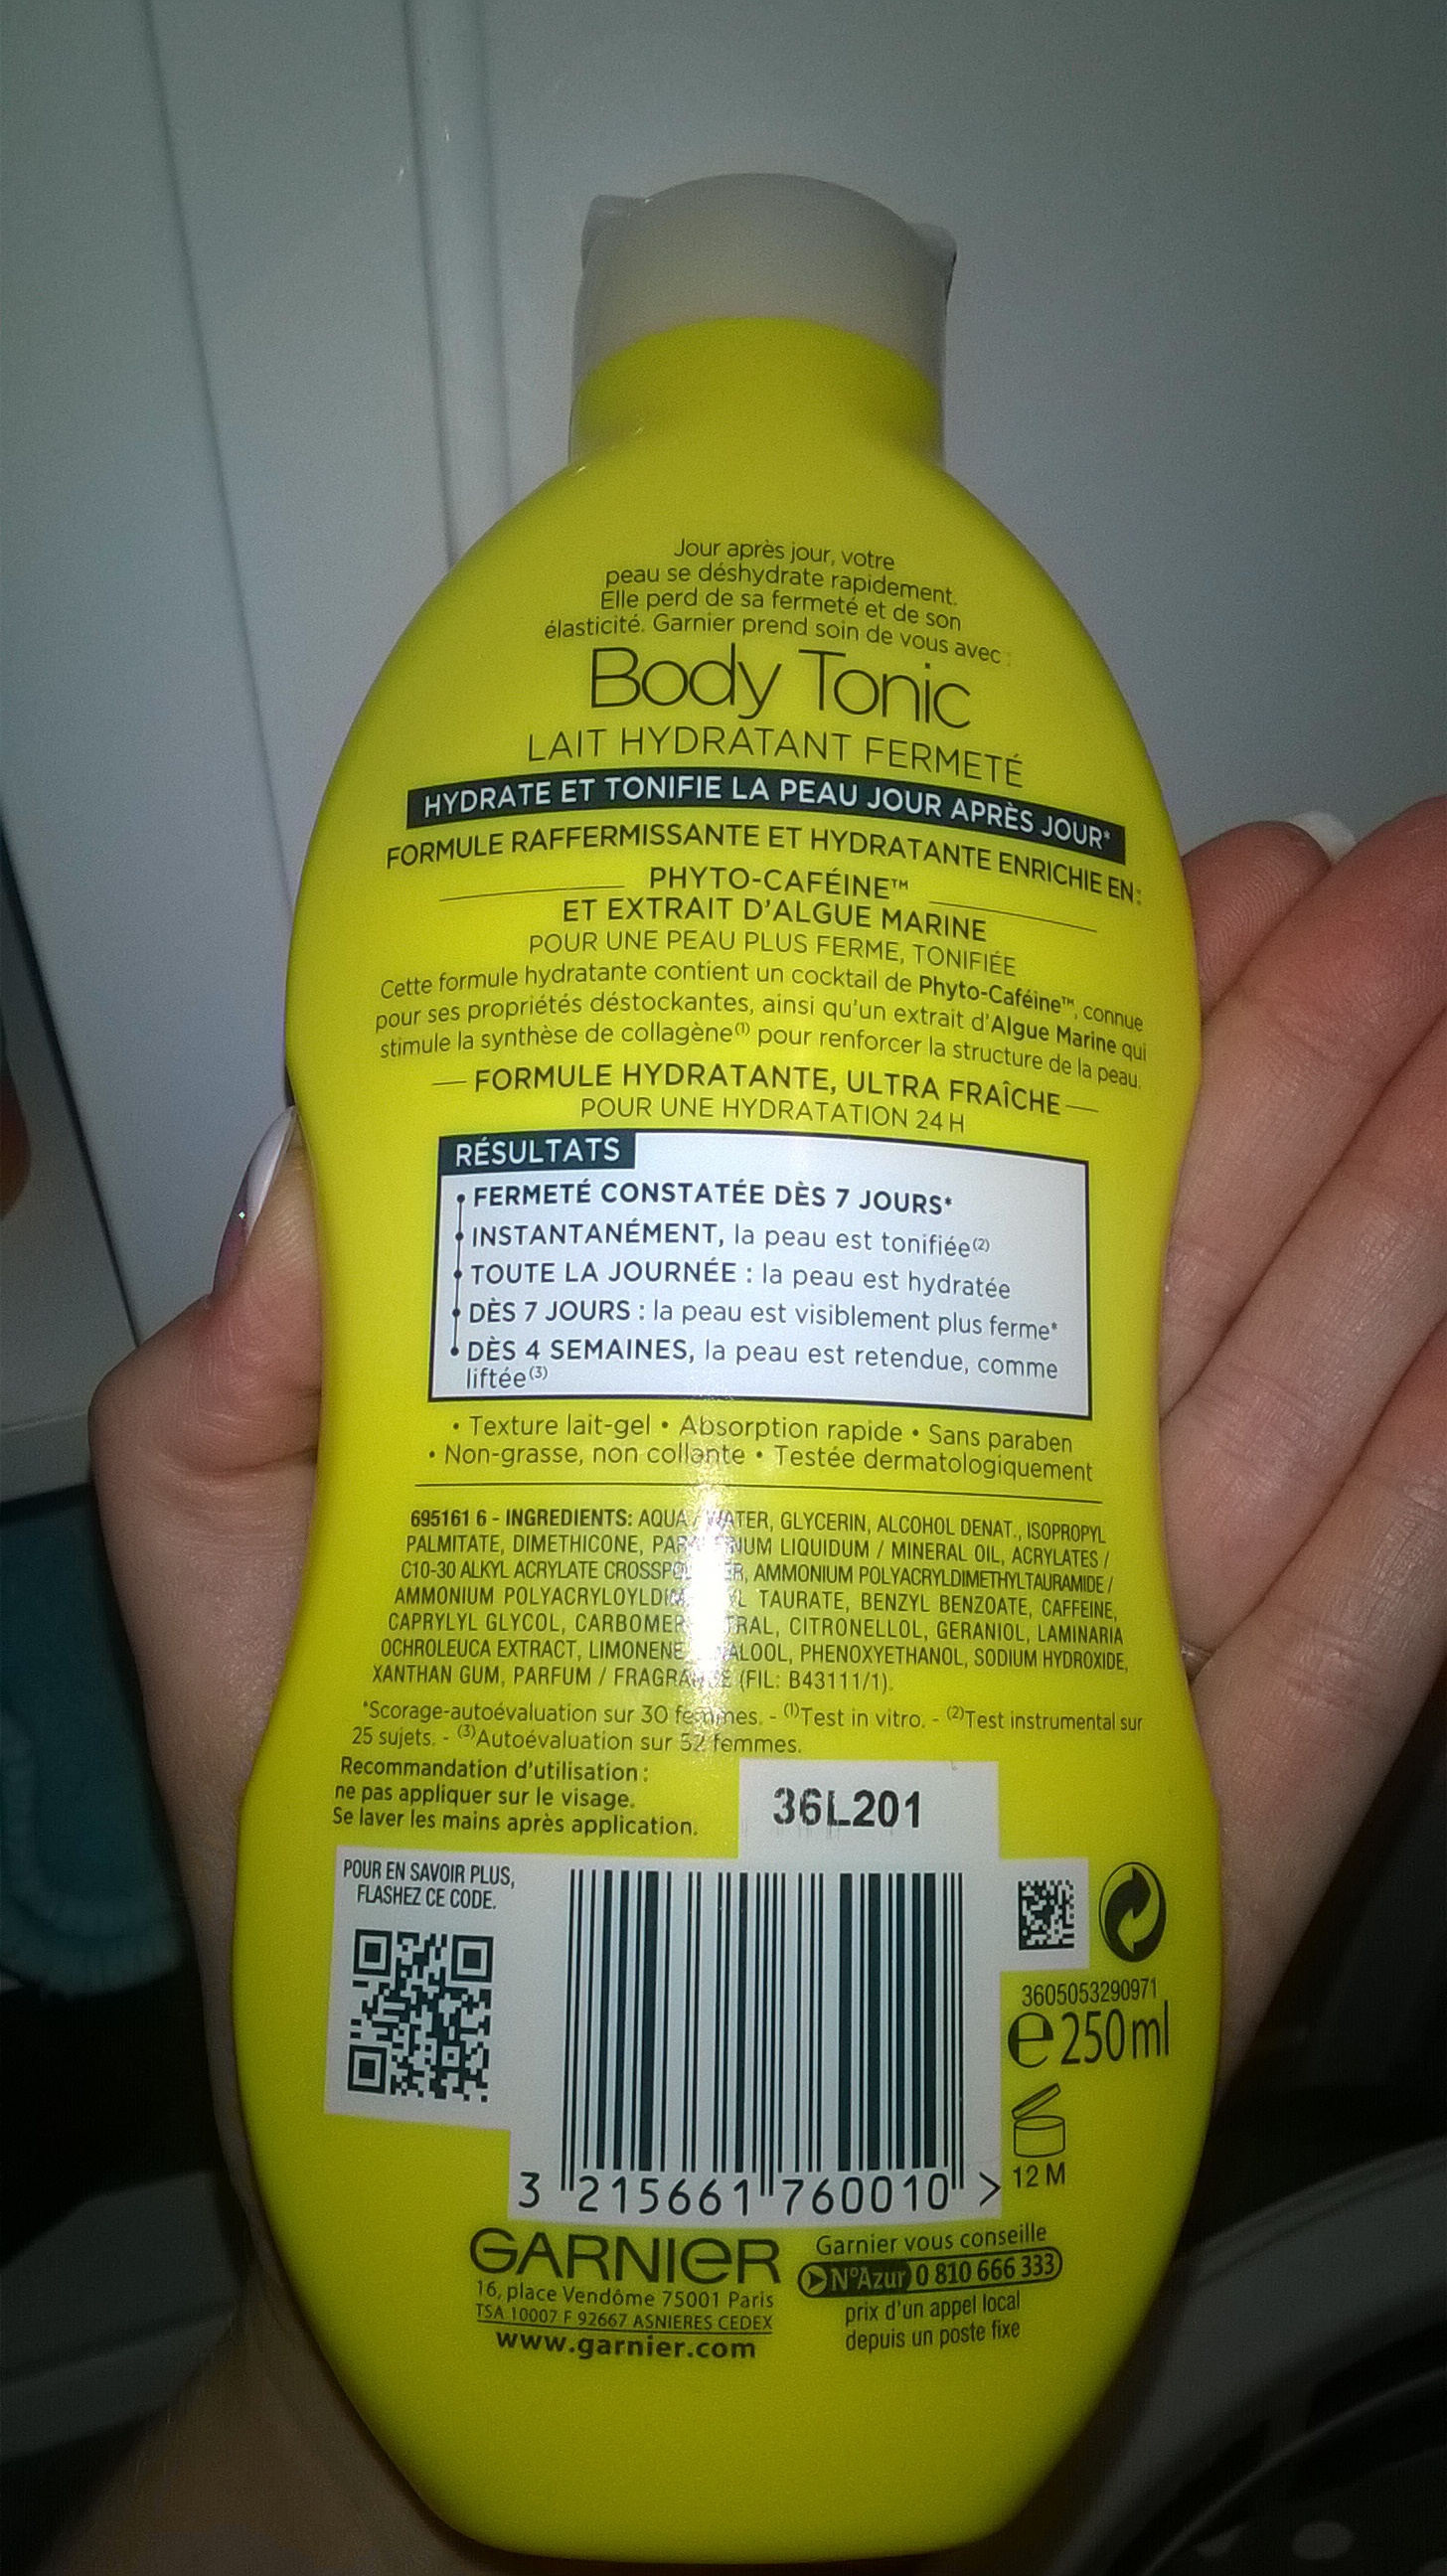 Jour après jour, votre
peau se déshydrate rapidement.
Elle perd de sa fermeté et de son
élasticité. Garnier prend soin de vous avec :
Body Tonic
LAIT HYDRATANT FERMETÉ
HYDRATE ET TONIFIE LA PEAU JOUR APRÈS JOUR*
FORMULE RAFFERMISSANTE ET HYDRATANTE ENRICHIE EN:
PHYTO-CAFÉINE™
ET EXTRAIT D'ALGUE MARINE
POUR UNE PEAU PLUS FERME, TONIFIÉE
Cette formule hydratante contient un cocktail de Phyto-Caféine™, connue
pour ses propriétés déstockantes, ainsi qu'un extrait d'Algue Marine qui
stimule la synthèse de collagène(1) pour renforcer la structure de la peau.
FORMULE HYDRATANTE, ULTRA FRAÎCHE
POUR UNE HYDRATATION 24 H
RÉSULTATS
• FERMETÉ CONSTATÉE DÈS 7 JOURS*
• INSTANTANÉMENT, la peau est tonifiée(2)
• TOUTE LA JOURNÉE : la peau est hydratée
• DÈS 7 JOURS : la peau est visiblement plus ferme*
• DÈS 4 SEMAINES, la peau est retendue, comme
liftée(3)
• Texture lait-gel • Absorption rapide • Sans paraben
• Non-grasse, non collante • Testée dermatologiquement
695161 6 - INGREDIENTS: AQUA / WATER, GLYCERIN, ALCOHOL DENAT., ISOPROPYL
PALMITATE, DIMETHICONE, LIQUIDUM / MINERAL OIL, ACRYLATES /
C10-30 ALKYL ACRYLATE AMMONIUM POLYACRYLDIMETHYLTAURAMIDE /
AMMONIUM TAURATE, BENZYL BENZOATE, CAFFEINE,
CAPRYLYL GLYCOL, CARBOMER, CITRONELLOL, GERANIOL, LAMINARIA
OCHROLEUCA EXTRACT, LIMONENE, PHENOXYETHANOL, SODIUM HYDROXIDE,
XANTHAN GUM, PARFUM / FRAGRANCE (FIL: B43111/1).
*Scorage-autoévaluation sur 30 femmes. - (1)Test in vitro. - (2)Test instrumental sur
25 sujets. - (3)Autoévaluation sur 52 femmes.
Recommandation d'utilisation :
ne pas appliquer sur le visage.
Se laver les mains après application.
36L201
POUR EN SAVOIR PLUS,
FLASHEZ CE CODE.
3605053290971
e 250 ml
12 M
3 215661 760010 >
GARNIER
16, place Vendôme 75001 Paris
TSA 10007 F 92667 ASNIERES CEDEX
www.garnier.com
Garnier vous conseille
N°Azur 0 810 666 333
prix d'un appel local
depuis un poste fixe